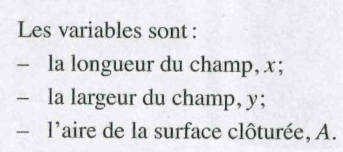 Les variables sont :
– la longueur du champ, x;
– la largeur du champ, y;
– l'aire de la surface clôturée, A.